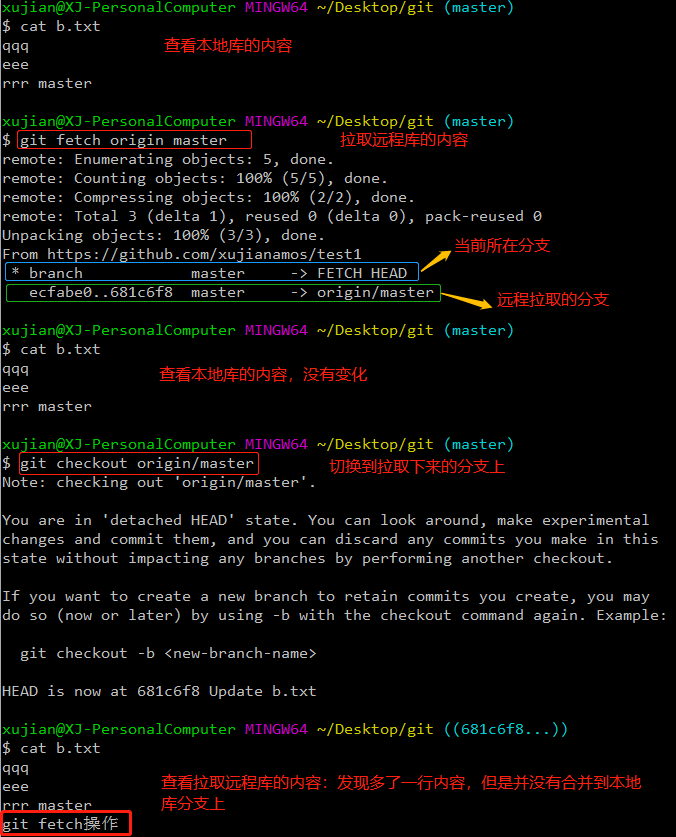 xujian@XJ-PersonalComputer MINGW64 ~/Desktop/git (master)
$ cat b.txt
qqq
查看本地库的内容
eee
rrr master
xujian@XJ-PersonalComputer MINGW64 ~/Desktop/git (master)
$ git fetch origin master
拉取远程库的内容
remote: Enumerating objects: 5, done.
remote: Counting objects: 100% (5/5), done.
remote: Compressing objects: 100% (2/2), done.
remote: Total 3 (delta 1), reused 0 (delta 0), pack-reused 0
Unpacking objects: 100% (3/3), done.
From https://github.com/xujianamos/test1
当前所在分支
* branch master -> FETCH_HEAD
ecfabe0..681c6f8 master -> origin/master
远程拉取的分支
xujian@XJ-PersonalComputer MINGW64 ~/Desktop/git (master)
$ cat b.txt
qqq
查看本地库的内容，没有变化
eee
rrr master
xujian@XJ-PersonalComputer MINGW64 ~/Desktop/git (master)
$ git checkout origin/master
切换到拉取下来的分支上
Note: checking out 'origin/master'.
You are in 'detached HEAD' state. You can look around, make experimental
changes and commit them, and you can discard any commits you make in this
state without impacting any branches by performing another checkout.
If you want to create a new branch to retain commits you create, you may
do so (now or later) by using -b with the checkout command again. Example:
git checkout -b <new-branch-name>
HEAD is now at 681c6f8 Update b.txt
xujian@XJ-PersonalComputer MINGW64 ~/Desktop/git ((681c6f8...))
$ cat b.txt
qqq
eee
查看拉取远程库的内容：发现多了一行内容，但是并没有合并到本地
库分支上
rrr master
git fetch操作